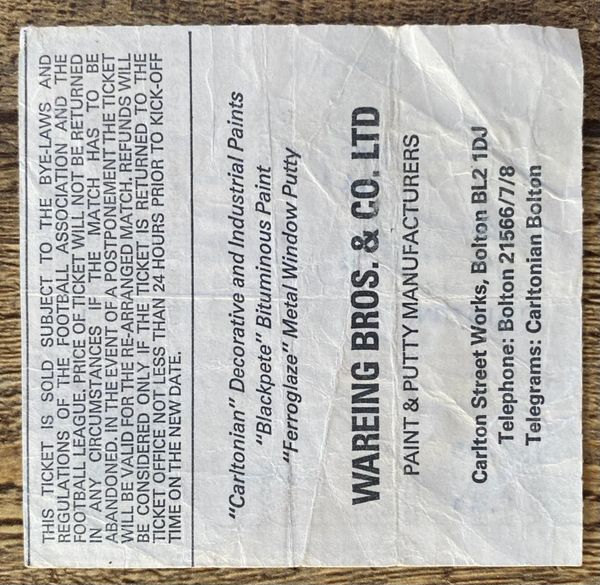 THIS TICKET IS SOLD SUBJECT TO THE BYE-LAWS AND
REGULATIONS OF THE FOOTBALL ASSOCIATION AND THE
FOOTBALL LEAGUE. PRICE OF TICKET WILL NOT BE RETURNED
IN ANY CIRCUMSTANCES IF THE MATCH HAS TO BE
ABANDONED. IN THE EVENT OF A POSTPONEMENT THE TICKET
WILL BE VALID FOR THE RE-ARRANGED MATCH. REFUNDS WILL
BE CONSIDERED ONLY IF THE TICKET IS RETURNED TO THE
TICKET OFFICE NOT LESS THAN 24 HOURS PRIOR TO KICK-OFF
TIME ON THE NEW DATE.
"Carltonian" Decorative and Industrial Paints
"Blackpete" Bituminous Paint
"Ferroglaze" Metal Window Putty
WAREING BROS. & CO. LTD
PAINT & PUTTY MANUFACTURERS
Carlton Street Works, Bolton BL2 1DJ
Telephone: Bolton 21566/7/8
Telegrams: Carltonian Bolton